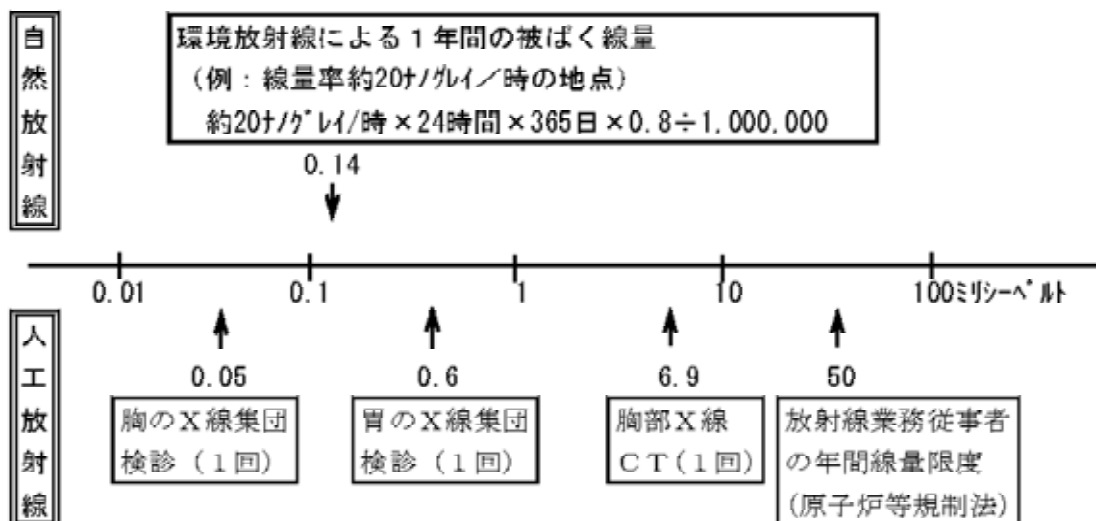 自然放射線
環境放射線による1年間の被ばく線量
（例：線量率約20ﾅﾉｸﾞﾚｲ／時の地点）
約20ﾅﾉｸﾞﾚｲ/時×24時間×365日×0.8÷1,000,000
0.14
0.01 0.1 1 10 100ﾐﾘｼｰﾍﾞﾙﾄ
人工放射線
0.05 0.6 6.9 50
胸のX線集団
検診（1回）
胃のX線集団
検診（1回）
胸部X線
CT(1回)
放射線業務従事者
の年間線量限度
(原子炉等規制法)